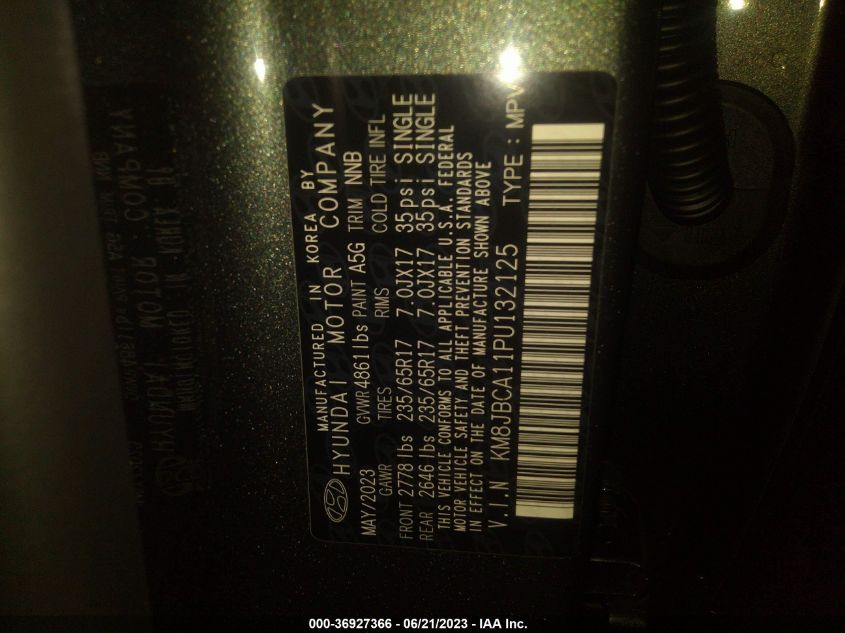 MANUFACTURED IN KOREA BY
HYUNDAI MOTOR COMPANY
MAY/2023 GVWR 4861lbs PAINT A5G TRIM NNB
GAWR TIRES RIMS COLD TIRE INFL
FRONT 2778 lbs 235/65R17 7.0JX17 35psi SINGLE
REAR 2646 lbs 235/65R17 7.0JX17 35psi SINGLE
THIS VEHICLE CONFORMS TO ALL APPLICABLE U.S.A. FEDERAL
MOTOR VEHICLE SAFETY AND THEFT PREVENTION STANDARDS
IN EFFECT ON THE DATE OF MANUFACTURE SHOWN ABOVE
V.I.N KM8JBCA11PU132125 TYPE : MPV
000-36927366 - 06/21/2023 - IAA Inc.